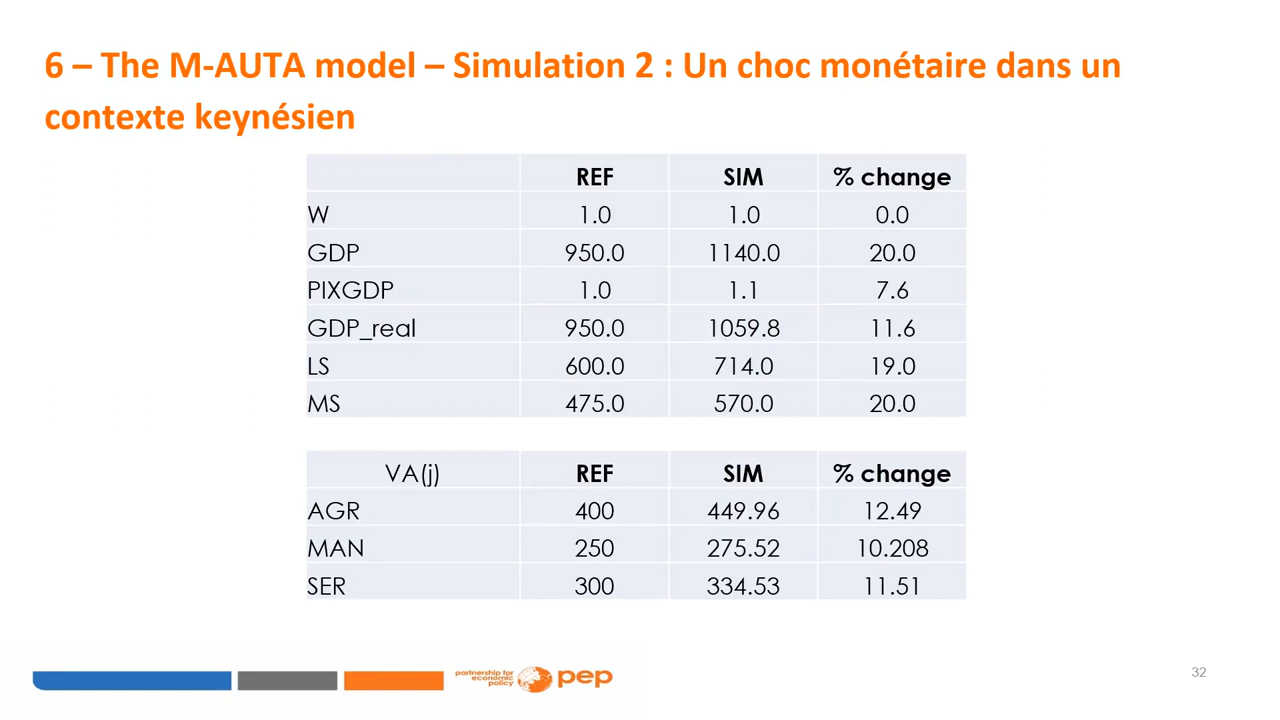 6 – The M-AUTA model – Simulation 2 : Un choc monétaire dans un
contexte keynésien
REF SIM % change
W 1.0 1.0 0.0
GDP 950.0 1140.0 20.0
PIXGDP 1.0 1.1 7.6
GDP_real 950.0 1059.8 11.6
LS 600.0 714.0 19.0
MS 475.0 570.0 20.0
VA(j) REF SIM % change
AGR 400 449.96 12.49
MAN 250 275.52 10.208
SER 300 334.53 11.51
partnership for
economic
policy
pep
32